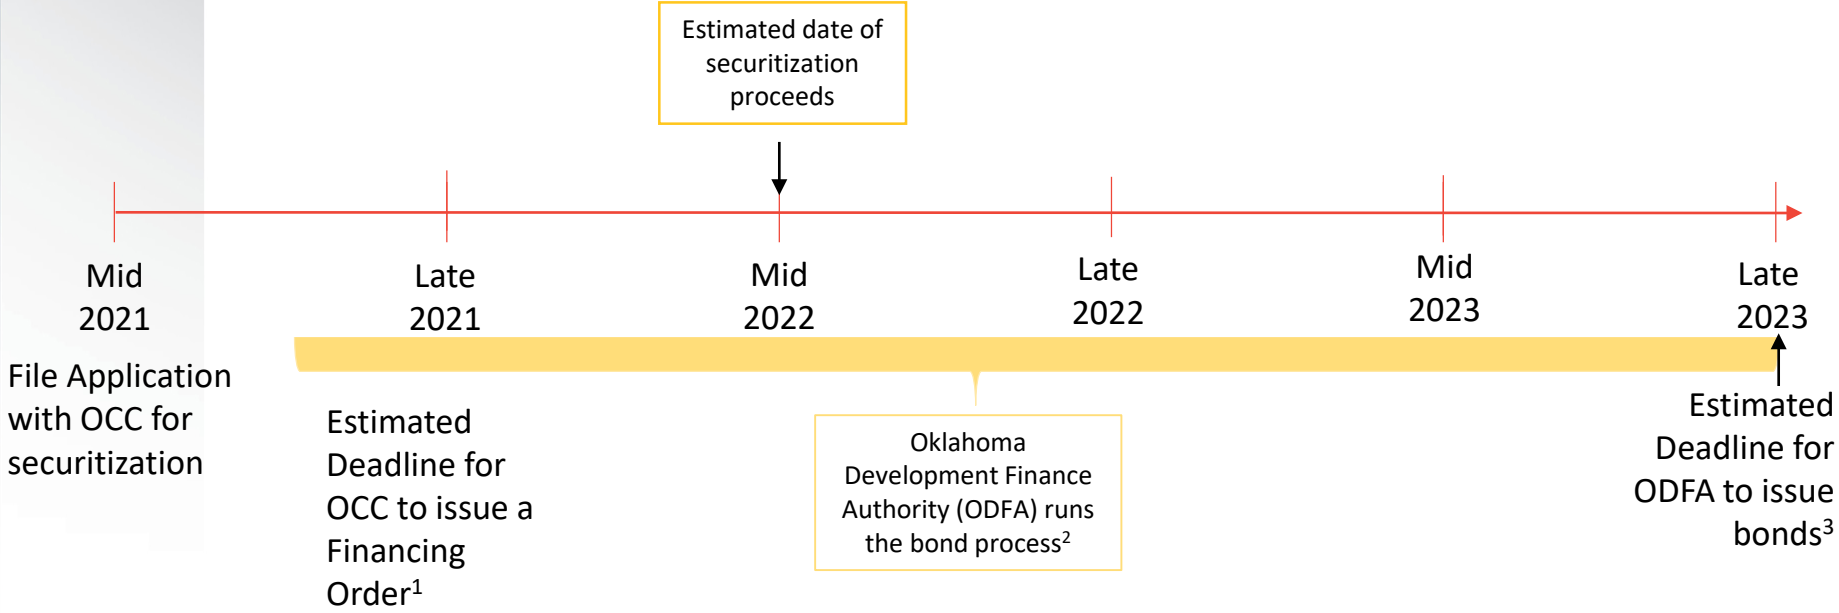 Estimated date of
securitization
proceeds
Mid
2021
Late
2021
Mid
2022
Late
2022
Mid
2023
Late
2023
File Application
with OCC for
securitization
Estimated
Deadline for
OCC to issue a
Financing
Order¹
Oklahoma
Development Finance
Authority (ODFA) runs
the bond process²
Estimated
Deadline for
ODFA to issue
bonds³